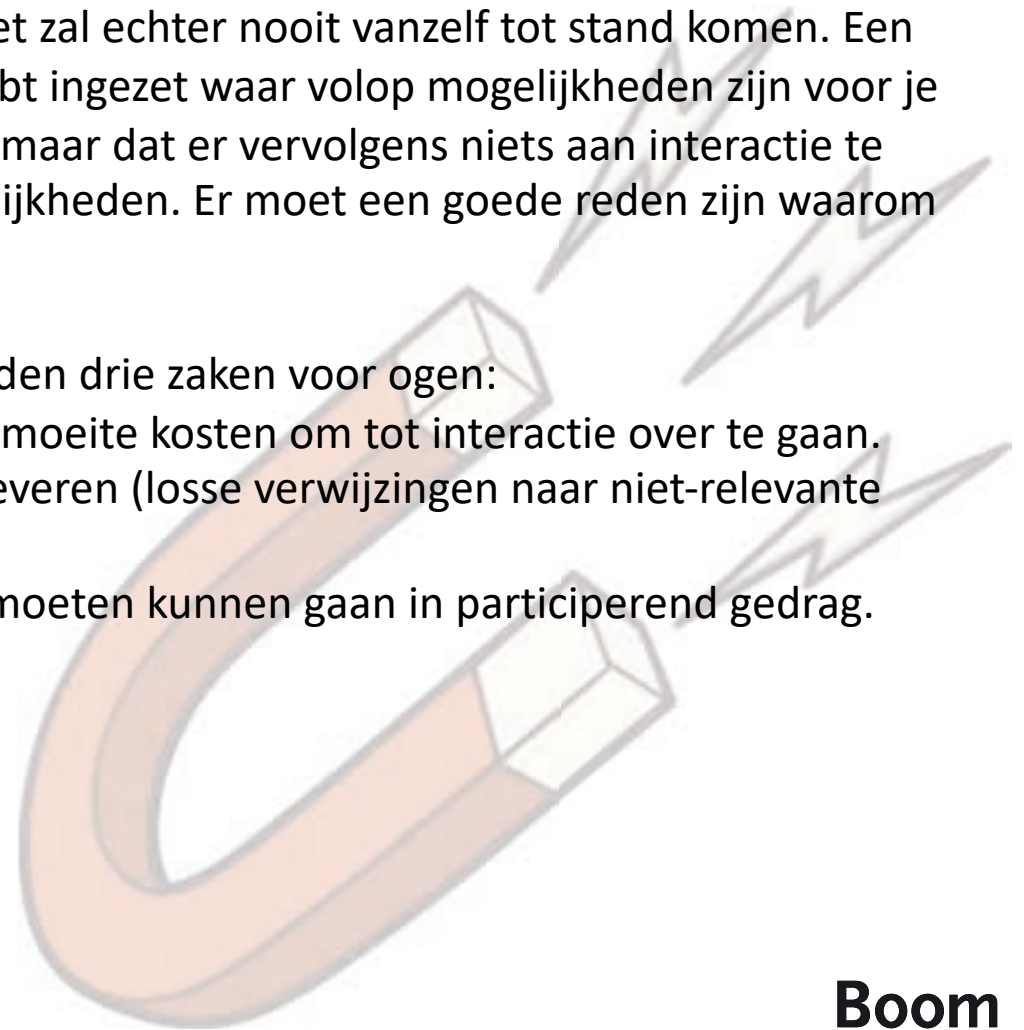 et zal echter nooit vanzelf tot stand komen. Een
bt ingezet waar volop mogelijkheden zijn voor je
maar dat er vervolgens niets aan interactie te
ijkheden. Er moet een goede reden zijn waarom
den drie zaken voor ogen:
moeite kosten om tot interactie over te gaan.
everen (losse verwijzingen naar niet-relevante
moeten kunnen gaan in participerend gedrag.
Boom